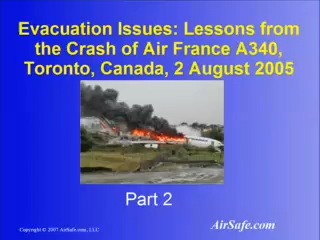 Evacuation Issues: Lessons from
the Crash of Air France A340,
Toronto, Canada, 2 August 2005
Part 2
AirSafe.com
Copyright © 2007 AirSafe.com, LLC